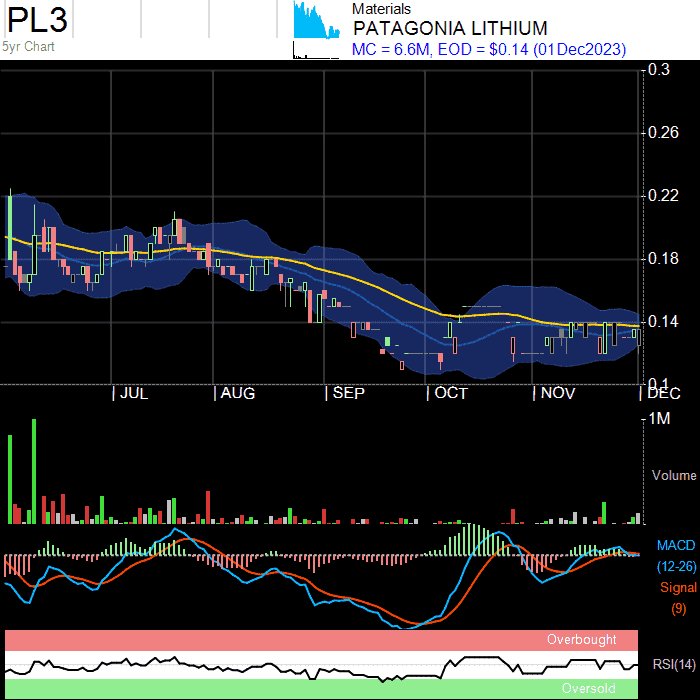 PL3
5yr Chart
Materials
PATAGONIA LITHIUM
MC = 6.6M, EOD = $0.14 (01Dec2023)
0.3
0.26
0.22
0.18
0.14
0.1
JUL AUG SEP OCT NOV DEC
1M
Volume
MACD
(12-26)
Signal
(9)
Overbought
RSI(14)
Oversold